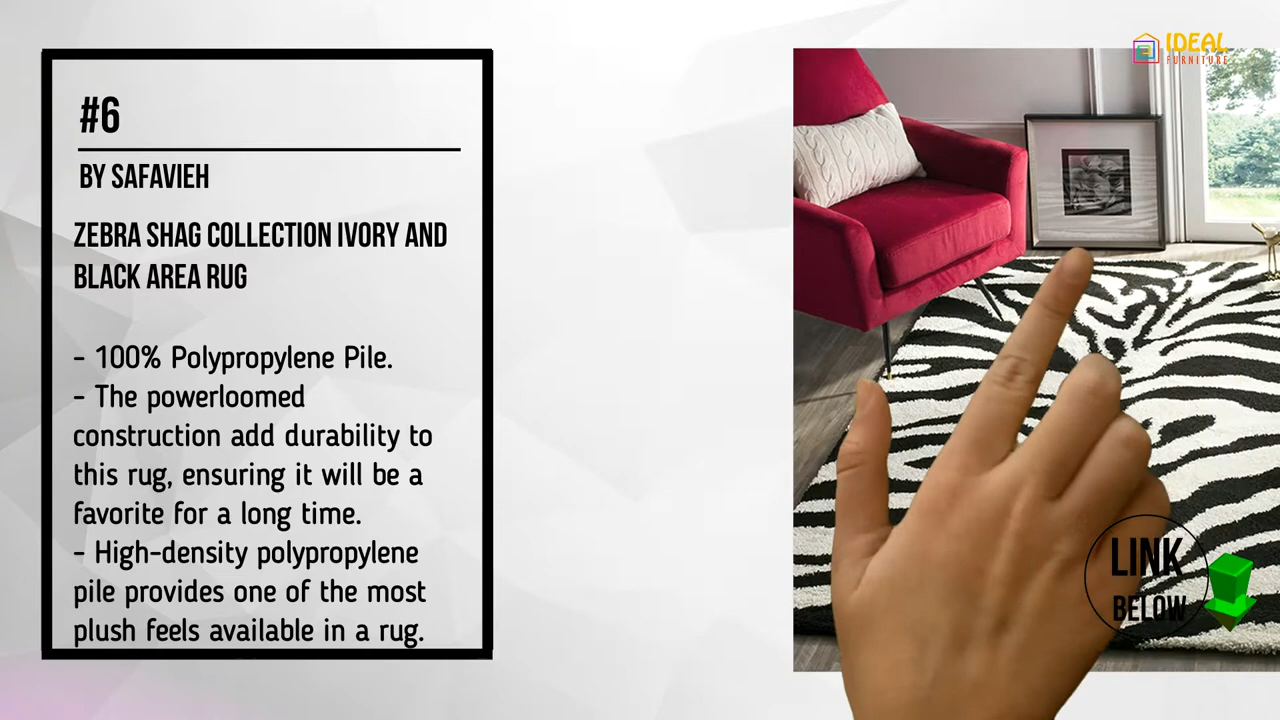 #6
BY SAFAVIEH
ZEBRA SHAG COLLECTION IVORY AND
BLACK AREA RUG
- 100% Polypropylene Pile.
- The powerloomed
construction add durability to
this rug, ensuring it will be a
favorite for a long time.
- High-density polypropylene
pile provides one of the most
plush feels available in a rug.
IDEAL
FURNITURE
LINK
BELOW